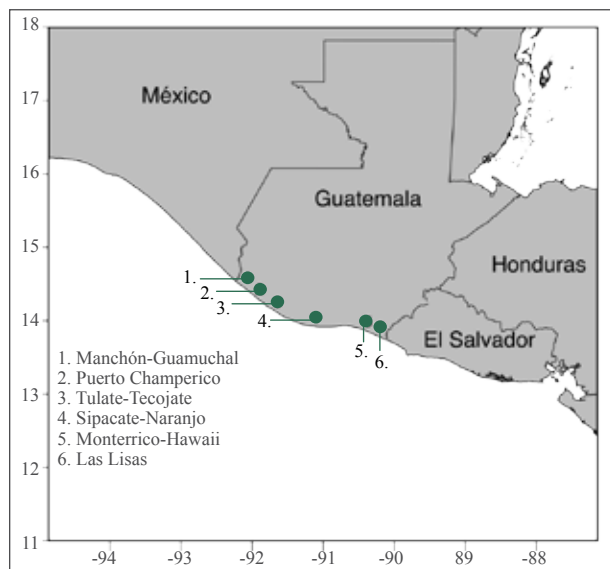 18
17
16
15
14
13
12
11
México
Guatemala
Honduras
El Salvador
1.
2.
3.
4.
5.
6.
1. Manchón-Guamuchal
2. Puerto Champerico
3. Tulate-Tecojate
4. Sipacate-Naranjo
5. Monterrico-Hawaii
6. Las Lisas
-94 -93 -92 -91 -90 89 -88